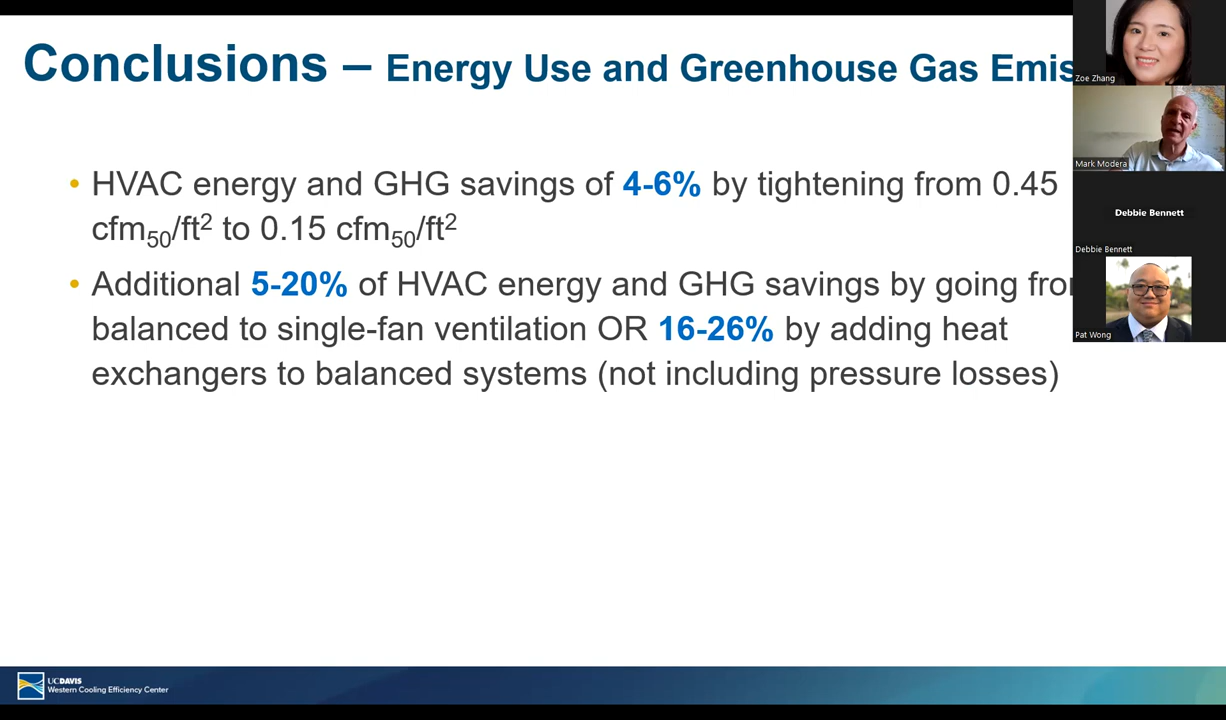 Conclusions – Energy Use and Greenhouse Gas Emis
• HVAC energy and GHG savings of 4-6% by tightening from 0.45
cfm₅₀/ft² to 0.15 cfm₅₀/ft²
• Additional 5-20% of HVAC energy and GHG savings by going from
balanced to single-fan ventilation OR 16-26% by adding heat
exchangers to balanced systems (not including pressure losses)
Zoe Zhang
Mark Modera
Debbie Bennett
Debbie Bennett
Pat Wong
UCDAVIS
Western Cooling Efficiency Center